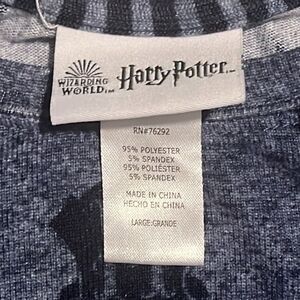 WIZARDING
WORLD
Harry Potter
RN#76292
95% POLYESTER
5% SPANDEX
95% POLIÉSTER
5% SPANDEX
MADE IN CHINA
HECHO EN CHINA
LARGE/GRANDE